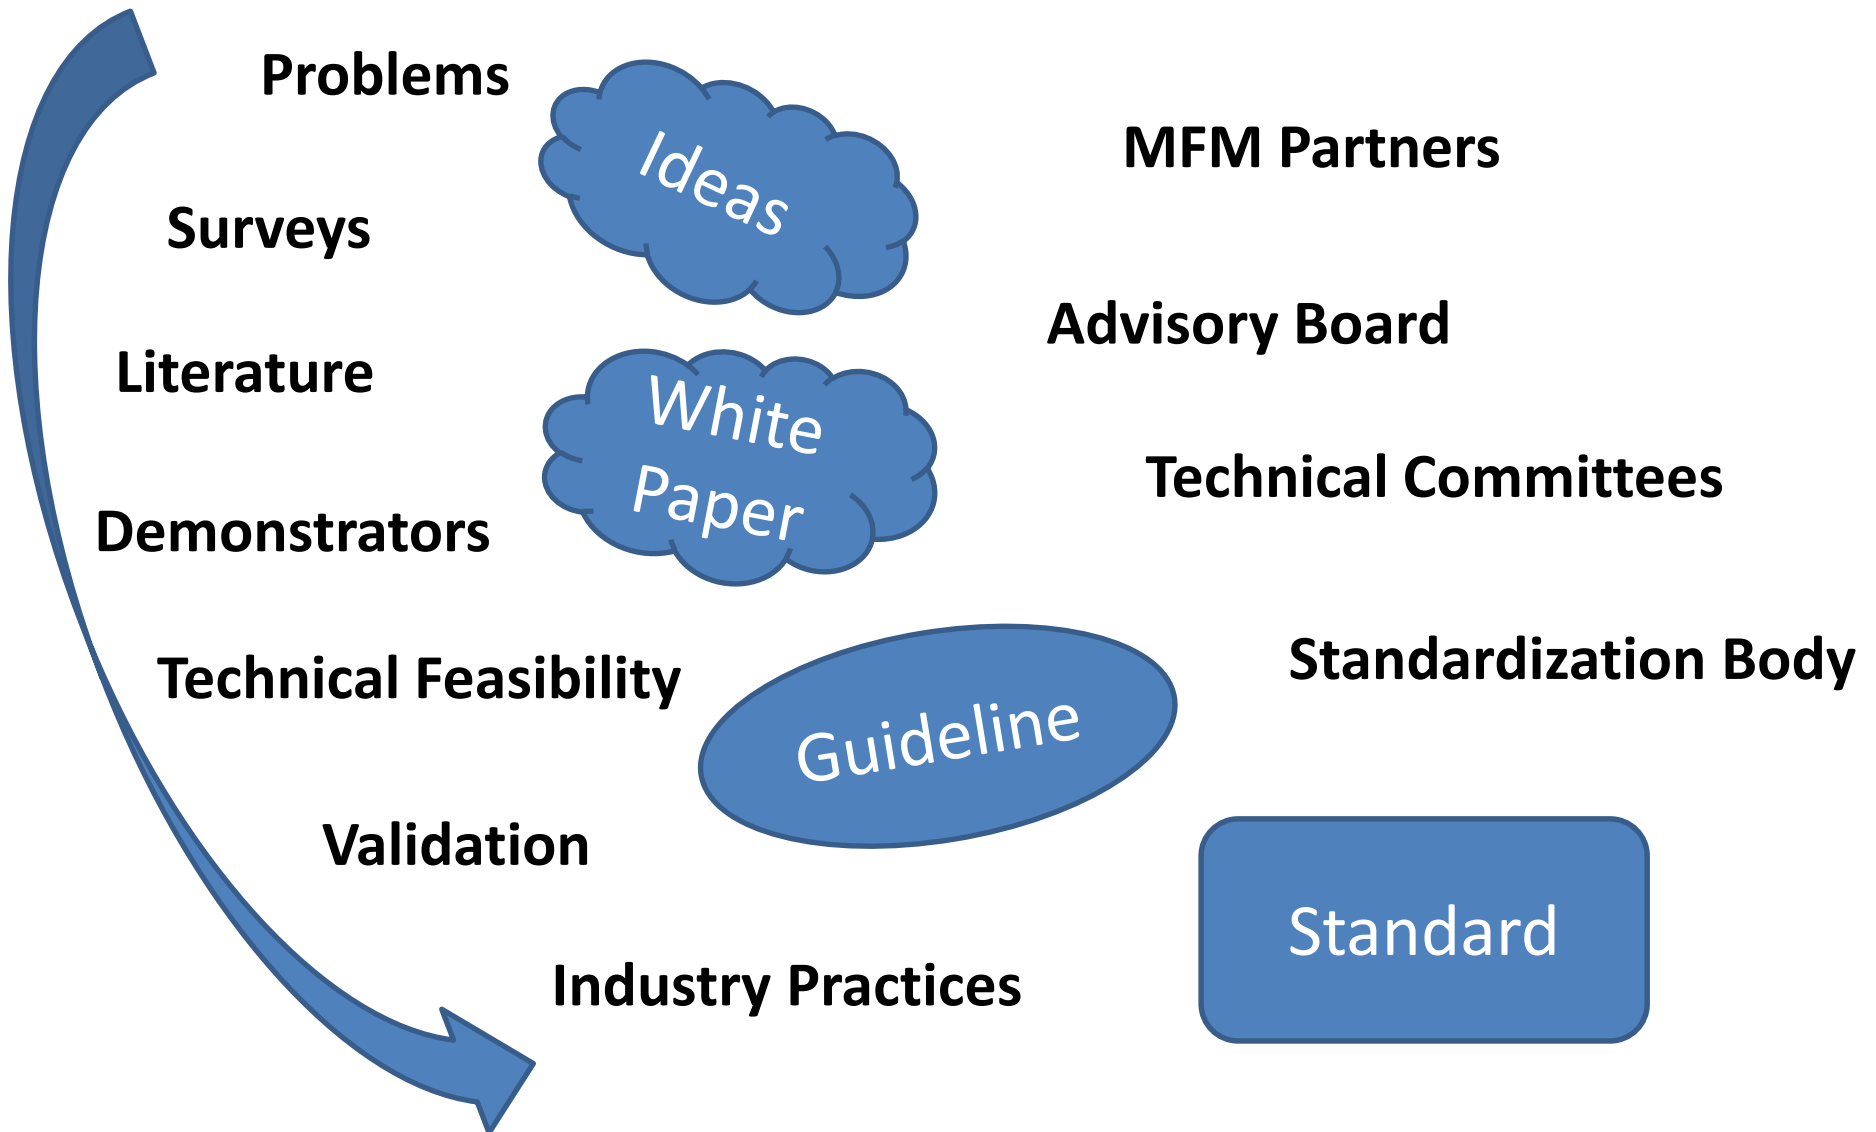 Problems
Ideas
MFM Partners
Surveys
Advisory Board
Literature
White
Paper
Technical Committees
Demonstrators
Standardization Body
Technical Feasibility
Guideline
Validation
Standard
Industry Practices